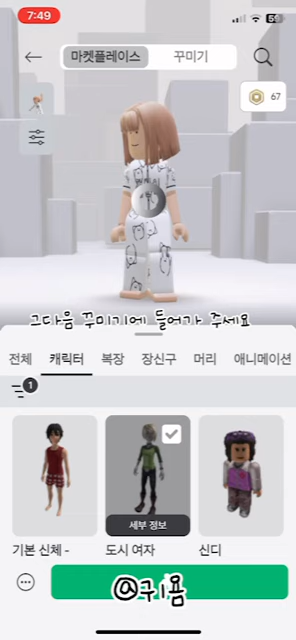 7:49
마켓플레이스 꾸미기
67
그다음 꾸미기에 들어가 주세요
전체 캐릭터 복장 장신구 머리 애니메이션
1
세부 정보
기본 신체 - 도시 여자 신디
@귀욤